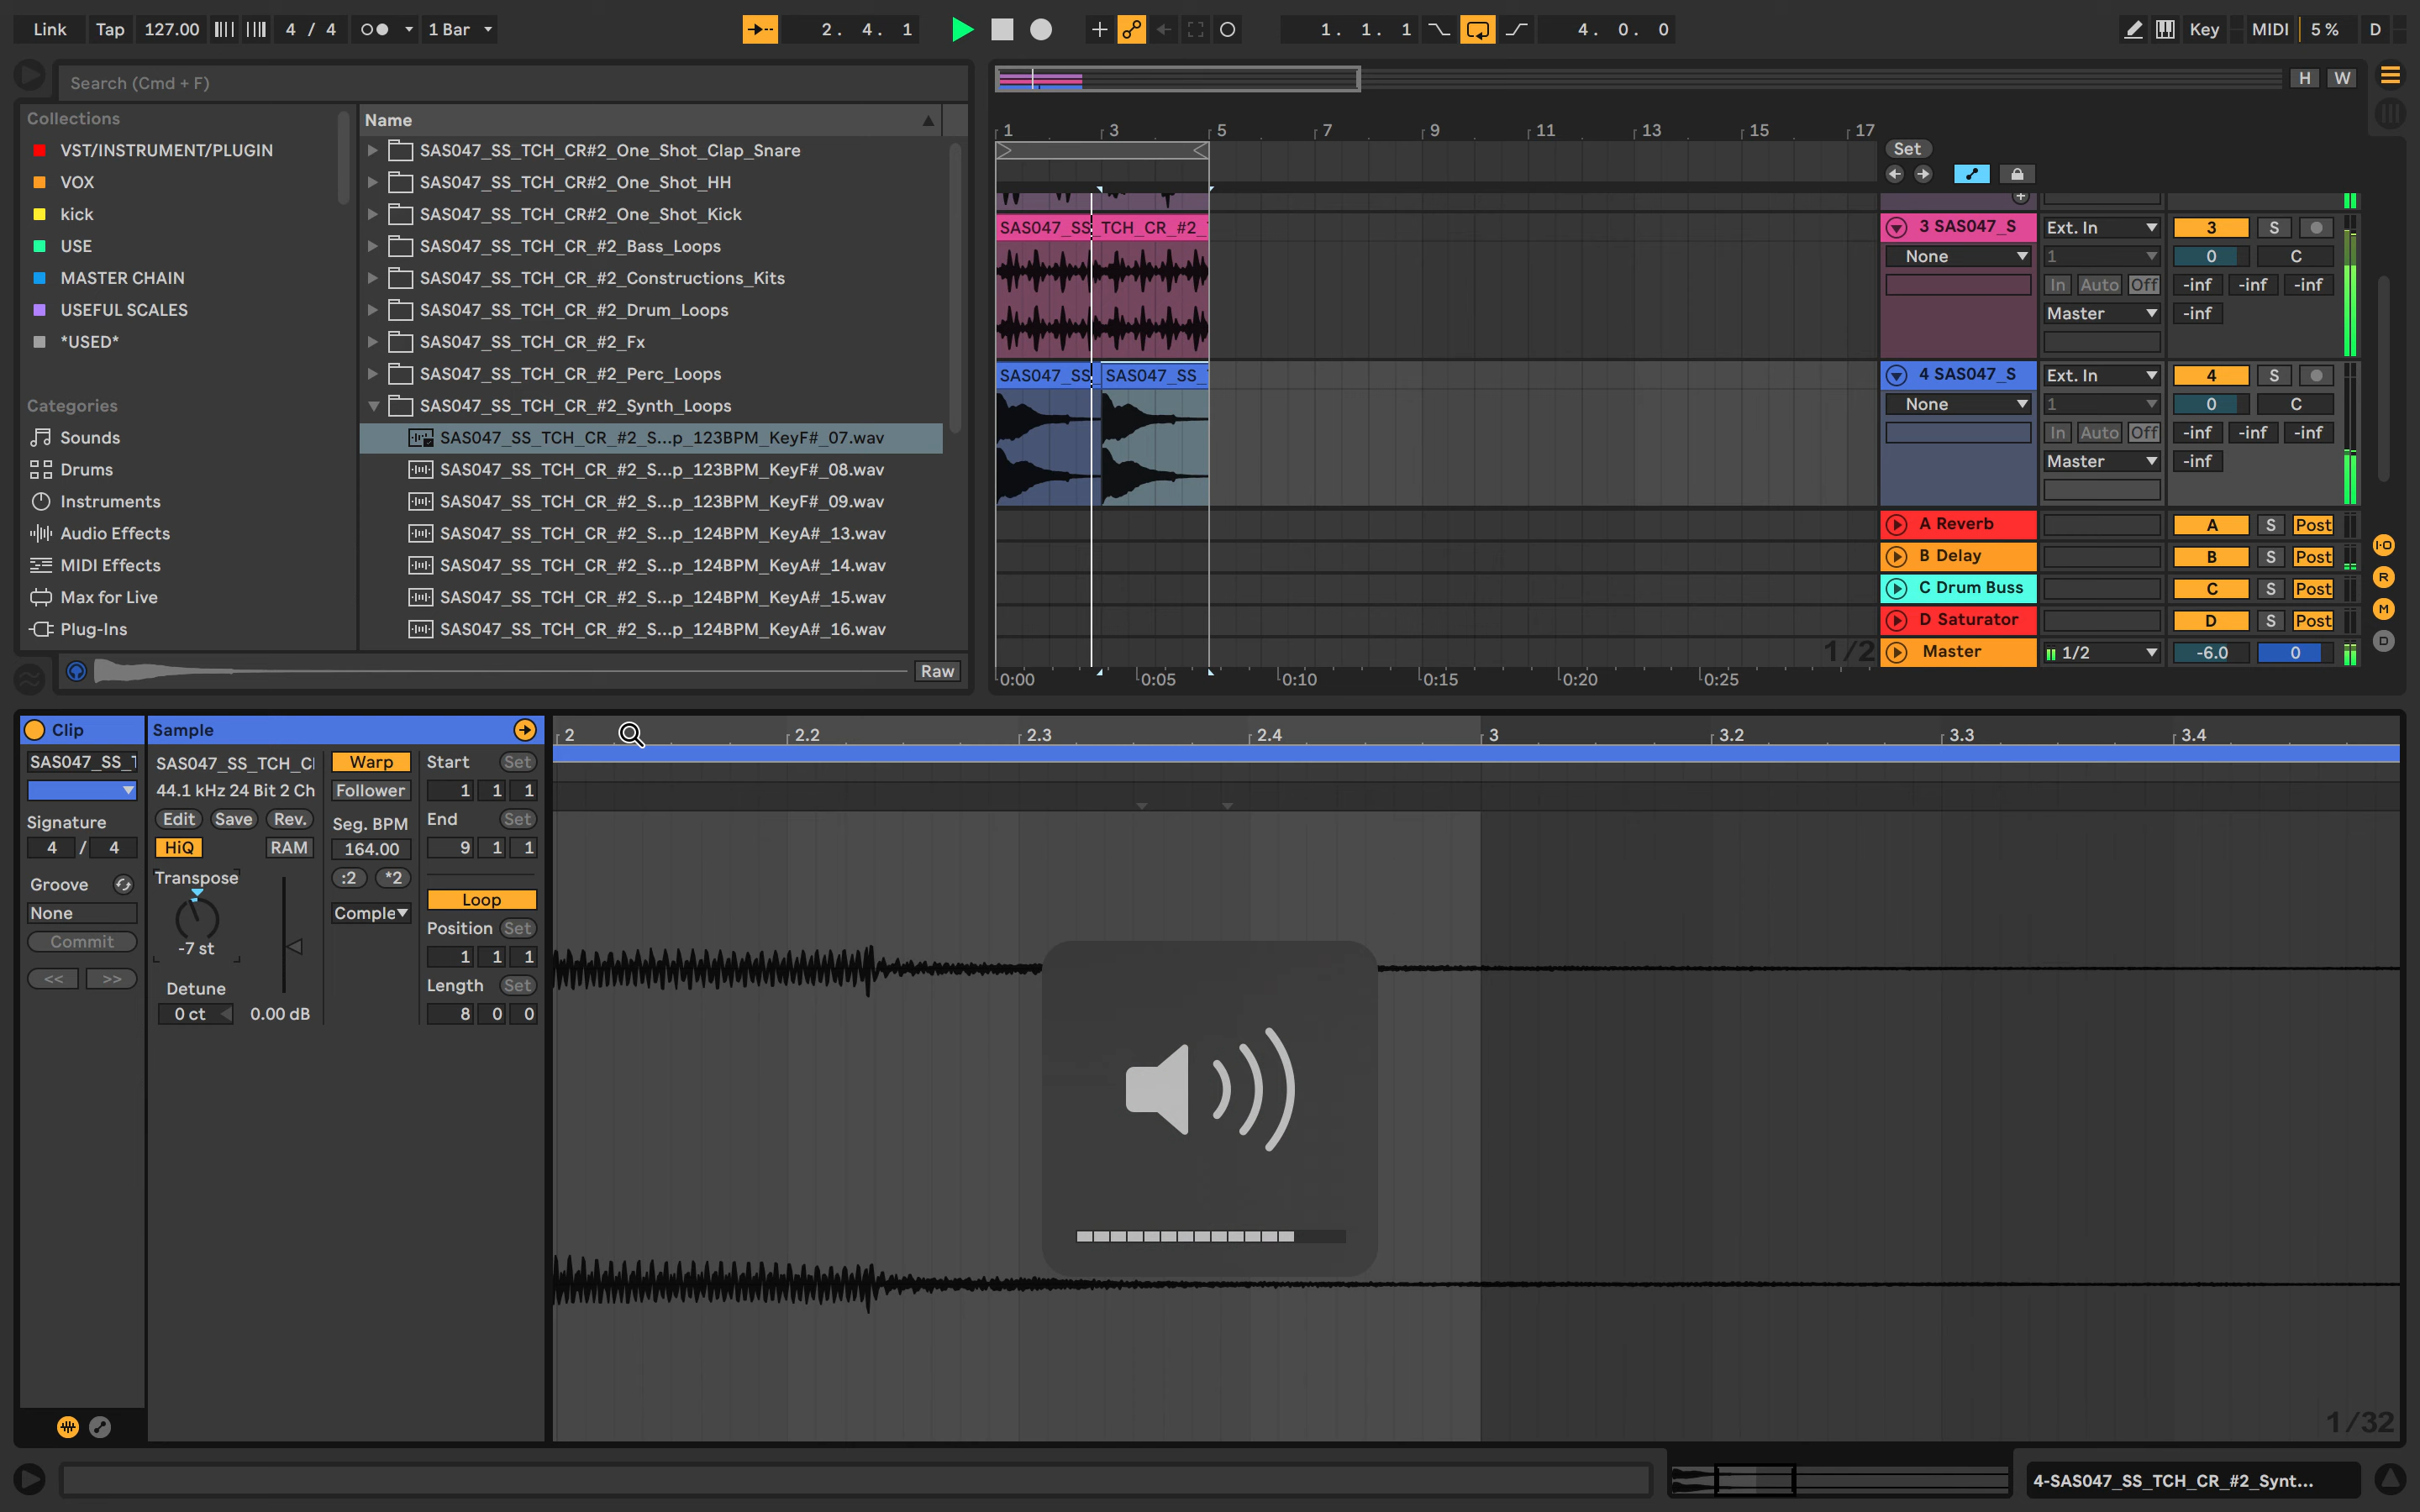 Link Tap 127.00 4 / 4 1 Bar 2. 4. 1 1. 1. 1 4. 0. 0 Key MIDI 5 % D
Search (Cmd + F)
H W
Collections
VST/INSTRUMENT/PLUGIN
VOX
kick
USE
MASTER CHAIN
USEFUL SCALES
*USED*
Categories
Sounds
Drums
Instruments
Audio Effects
MIDI Effects
Max for Live
Plug-Ins
Name
SAS047_SS_TCH_CR#2_One_Shot_Clap_Snare
SAS047_SS_TCH_CR#2_One_Shot_HH
SAS047_SS_TCH_CR#2_One_Shot_Kick
SAS047_SS_TCH_CR_#2_Bass_Loops
SAS047_SS_TCH_CR_#2_Constructions_Kits
SAS047_SS_TCH_CR_#2_Drum_Loops
SAS047_SS_TCH_CR_#2_Fx
SAS047_SS_TCH_CR_#2_Perc_Loops
SAS047_SS_TCH_CR_#2_Synth_Loops
SAS047_SS_TCH_CR_#2_S...p_123BPM_KeyF#_07.wav
SAS047_SS_TCH_CR_#2_S...p_123BPM_KeyF#_08.wav
SAS047_SS_TCH_CR_#2_S...p_123BPM_KeyF#_09.wav
SAS047_SS_TCH_CR_#2_S...p_124BPM_KeyA#_13.wav
SAS047_SS_TCH_CR_#2_S...p_124BPM_KeyA#_14.wav
SAS047_SS_TCH_CR_#2_S...p_124BPM_KeyA#_15.wav
SAS047_SS_TCH_CR_#2_S...p_124BPM_KeyA#_16.wav
Raw
1 3 5 7 9 11 13 15 17
Set
SAS047_SS_TCH_CR_#2_ 3 SAS047_S Ext. In 3 S
None 1 0 C
In Auto Off -inf -inf -inf
Master -inf
SAS047_SS SAS047_SS_ 4 SAS047_S Ext. In 4 S
None 1 0 C
In Auto Off -inf -inf -inf
Master -inf
A Reverb A S Post
B Delay B S Post
C Drum Buss C S Post
D Saturator D S Post
1/2 Master 1/2 -6.0 0
0:00 0:05 0:10 0:15 0:20 0:25
I·O
R
M
D
Clip
SAS047_SS_T
Signature
4 / 4
Groove
None
Commit
<< >>
Sample
SAS047_SS_TCH_C
44.1 kHz 24 Bit 2 Ch
Edit Save Rev.
HiQ RAM
Transpose
-7 st
Detune
0 ct 0.00 dB
Warp
Follower
Seg. BPM
164.00
:2 *2
Comple
Start Set
1 1 1
End Set
9 1 1
Loop
Position Set
1 1 1
Length Set
8 0 0
2 2.2 2.3 2.4 3 3.2 3.3 3.4
1/32
4-SAS047_SS_TCH_CR_#2_Synt...